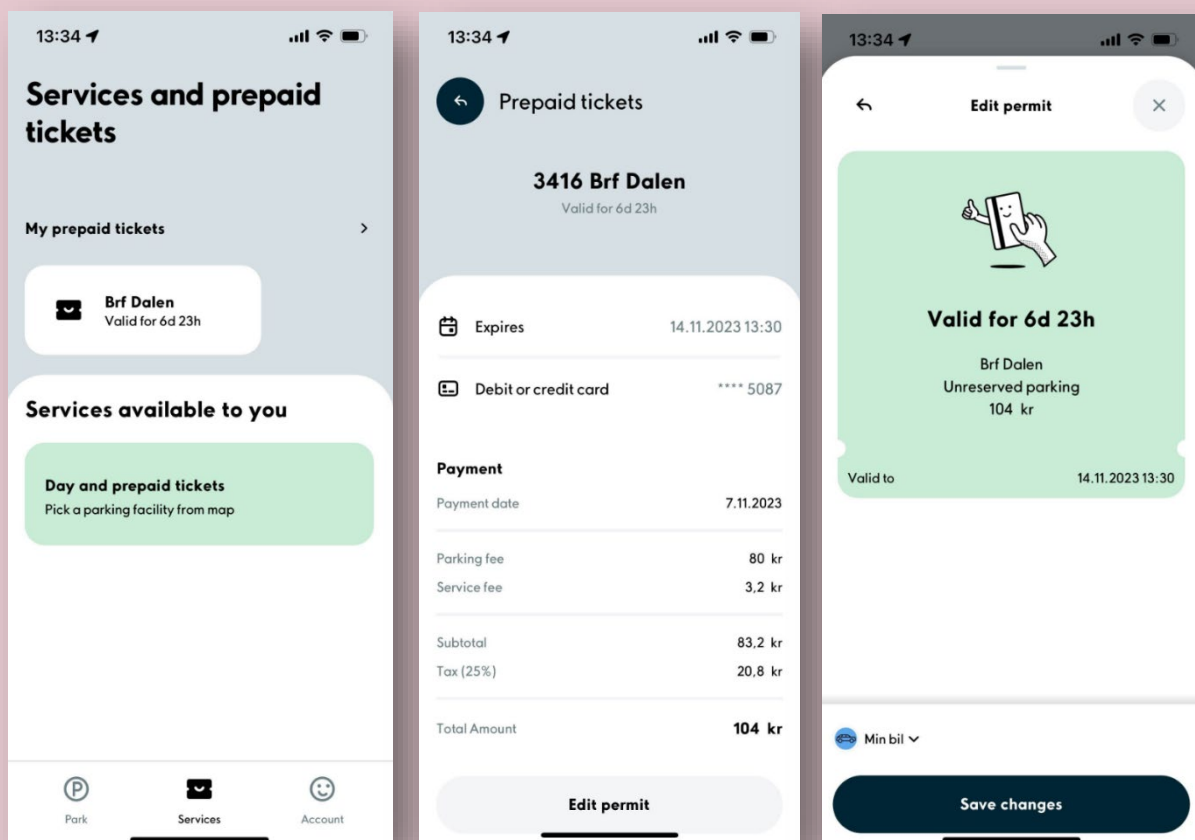 13:34
Services and prepaid
tickets
My prepaid tickets
Brf Dalen
Valid for 6d 23h
Services available to you
Day and prepaid tickets
Pick a parking facility from map
Park
Services
Account
13:34
Prepaid tickets
3416 Brf Dalen
Valid for 6d 23h
Expires 14.11.2023 13:30
Debit or credit card **** 5087
Payment
Payment date 7.11.2023
Parking fee 80 kr
Service fee 3,2 kr
Subtotal 83,2 kr
Tax (25%) 20,8 kr
Total Amount 104 kr
Edit permit
13:34
Edit permit
Valid for 6d 23h
Brf Dalen
Unreserved parking
104 kr
Valid to 14.11.2023 13:30
Min bil
Save changes